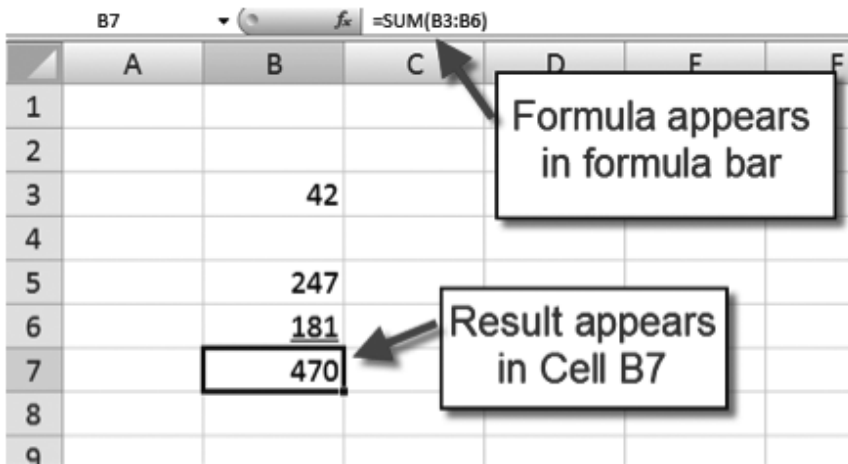 B7 fx =SUM(B3:B6)
A B C D E F
1
2
3 42
4
5 247
6 181
7 470
8
9
Formula appears
in formula bar
Result appears
in Cell B7